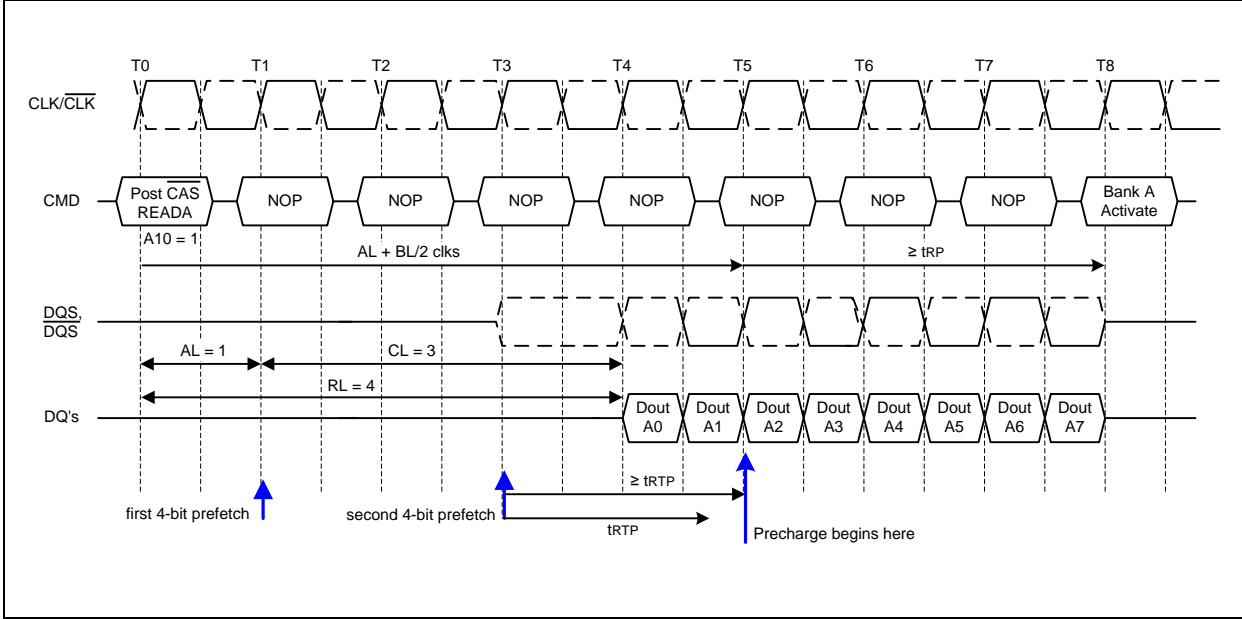 T0 T1 T2 T3 T4 T5 T6 T7 T8
CLK/CLK
CMD
Post CAS
READA
NOP NOP NOP NOP NOP NOP NOP
Bank A
Activate
A10 = 1
AL + BL/2 clks
≥ tRP
DQS,
DQS
AL = 1
CL = 3
RL = 4
DQ's
Dout
A0
Dout
A1
Dout
A2
Dout
A3
Dout
A4
Dout
A5
Dout
A6
Dout
A7
≥ tRTP
first 4-bit prefetch
second 4-bit prefetch
tRTP
Precharge begins here